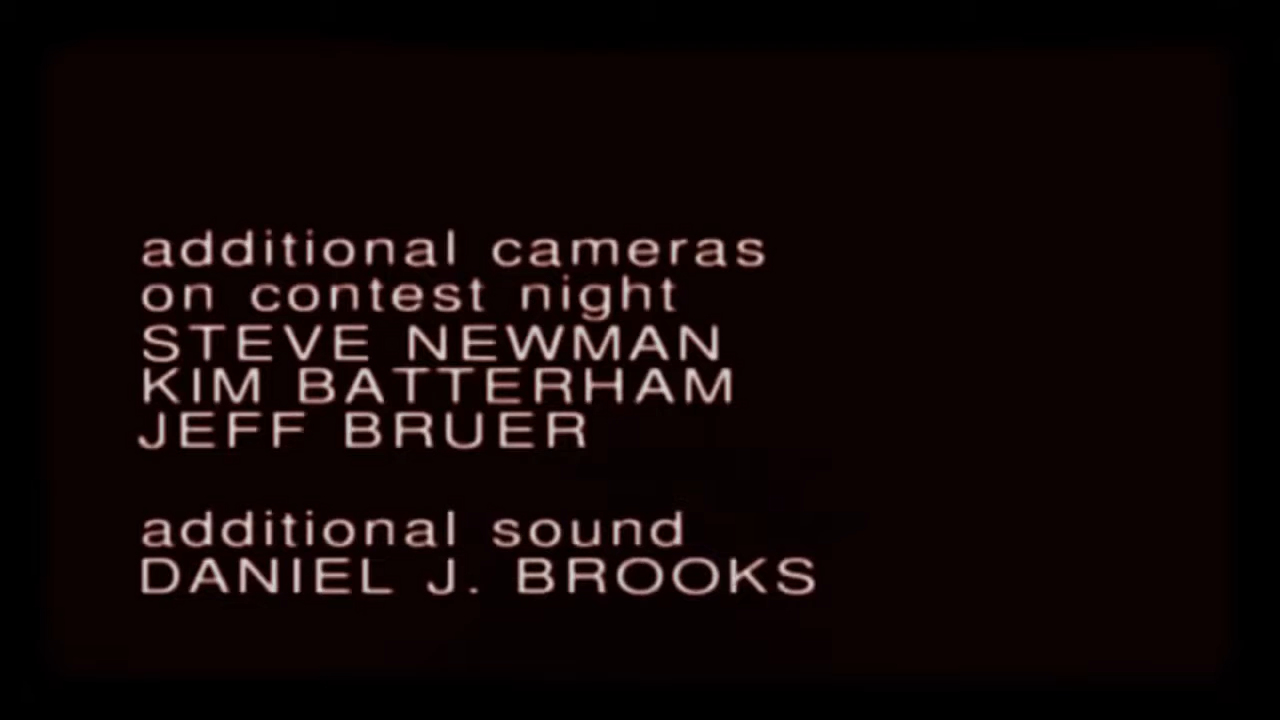 additional cameras
on contest night
STEVE NEWMAN
KIM BATTERHAM
JEFF BRUER
additional sound
DANIEL J. BROOKS